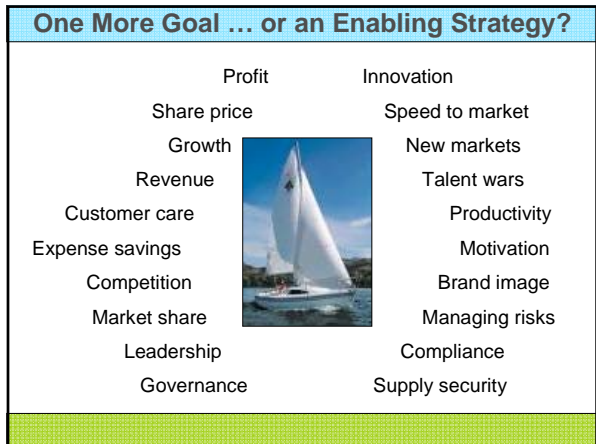 One More Goal … or an Enabling Strategy?
Profit Innovation
Share price Speed to market
Growth New markets
Revenue Talent wars
Customer care Productivity
Expense savings Motivation
Competition Brand image
Market share Managing risks
Leadership Compliance
Governance Supply security